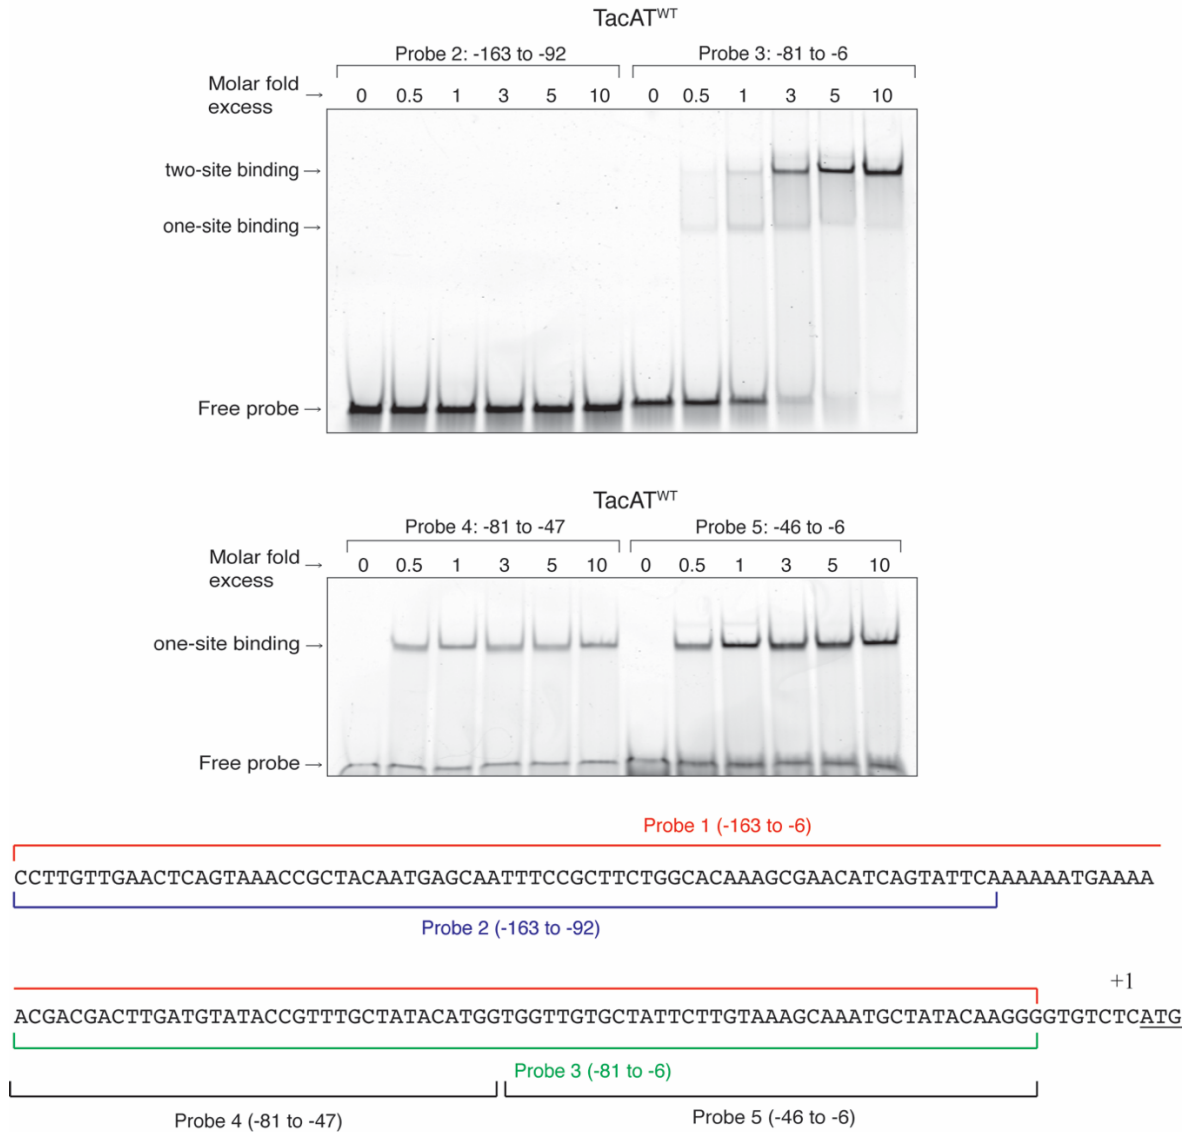 TacATWT
Probe 2: -163 to -92 Probe 3: -81 to -6
Molar fold excess → 0 0.5 1 3 5 10 0 0.5 1 3 5 10
two-site binding →
one-site binding →
Free probe →
TacATWT
Probe 4: -81 to -47 Probe 5: -46 to -6
Molar fold excess → 0 0.5 1 3 5 10 0 0.5 1 3 5 10
one-site binding →
Free probe →
Probe 1 (-163 to -6)
CCTTGTTGAACTCAGTAAACCGCTACAATGAGCAATTTCCGCTTCTGGCACAAAGCGAACATCAGTATTCAAAAAATGAAAA
Probe 2 (-163 to -92)
+1
ACGACGACTTGATGTATACCGTTTGCTATACATGGTGGTTGTGCTATTCTTGTAAAGCAAATGCTATACAAGGGGTGTCTCATG
Probe 3 (-81 to -6)
Probe 4 (-81 to -47) Probe 5 (-46 to -6)